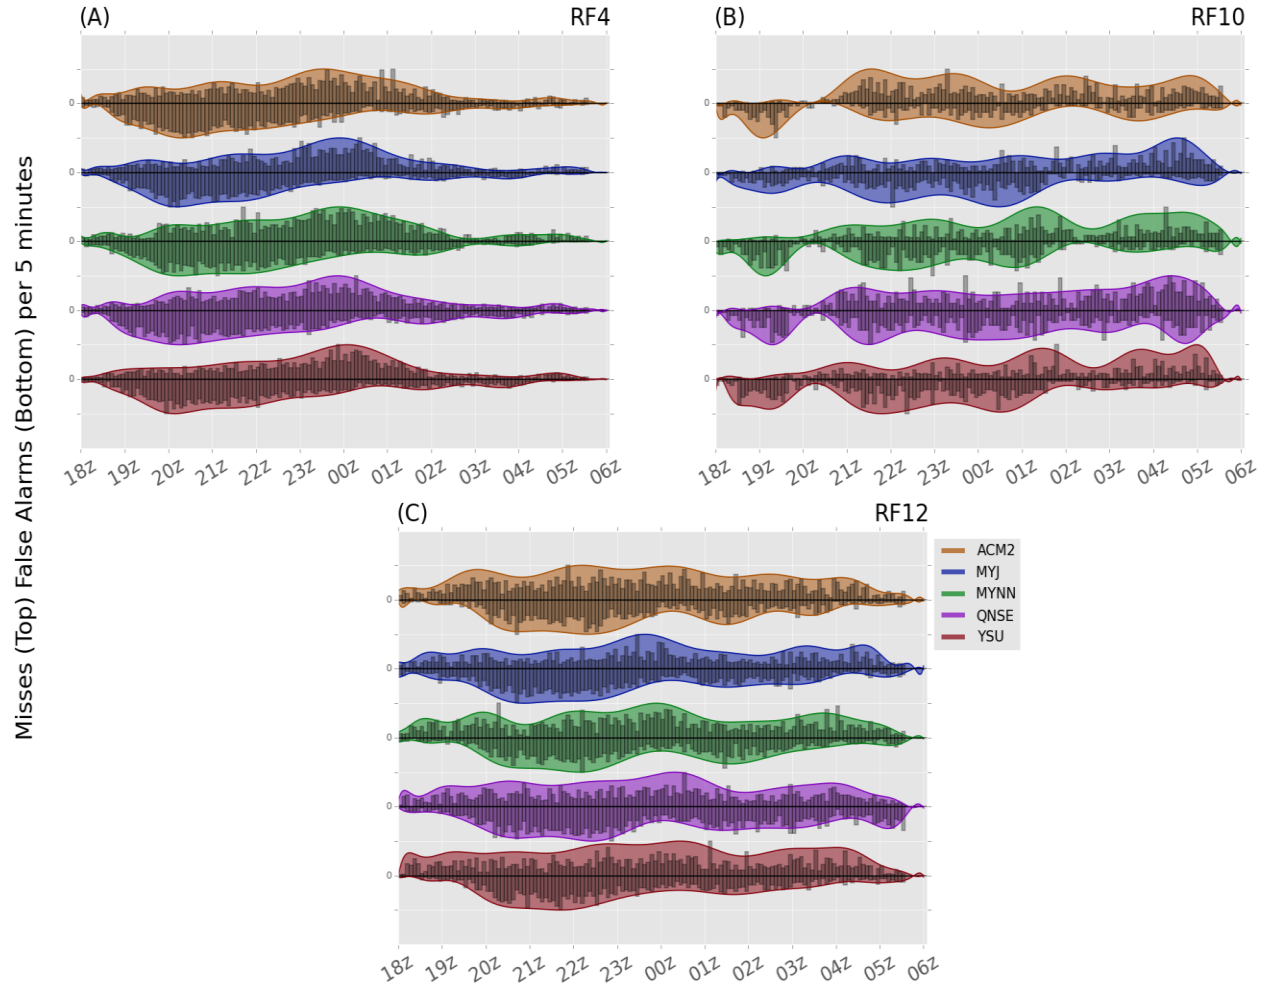 (A) RF4
(B) RF10
Misses (Top) False Alarms (Bottom) per 5 minutes
0
0
0
0
0
18z 19z 20z 21z 22z 23z 00z 01z 02z 03z 04z 05z 06z
0
0
0
0
0
18z 19z 20z 21z 22z 23z 00z 01z 02z 03z 04z 05z 06z
(C) RF12
0
0
0
0
0
18z 19z 20z 21z 22z 23z 00z 01z 02z 03z 04z 05z 06z
ACM2
MYJ
MYNN
QNSE
YSU